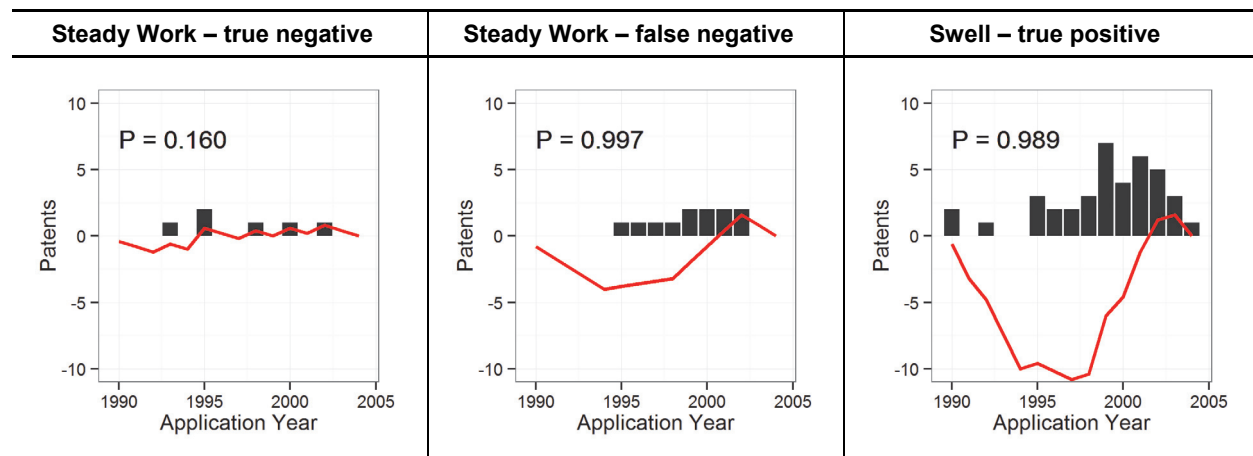 Steady Work – true negative
Steady Work – false negative
Swell – true positive
10
5
0
-5
-10
Patents
P = 0.160
1990
1995
2000
2005
Application Year
10
5
0
-5
-10
Patents
P = 0.997
1990
1995
2000
2005
Application Year
10
5
0
-5
-10
Patents
P = 0.989
1990
1995
2000
2005
Application Year